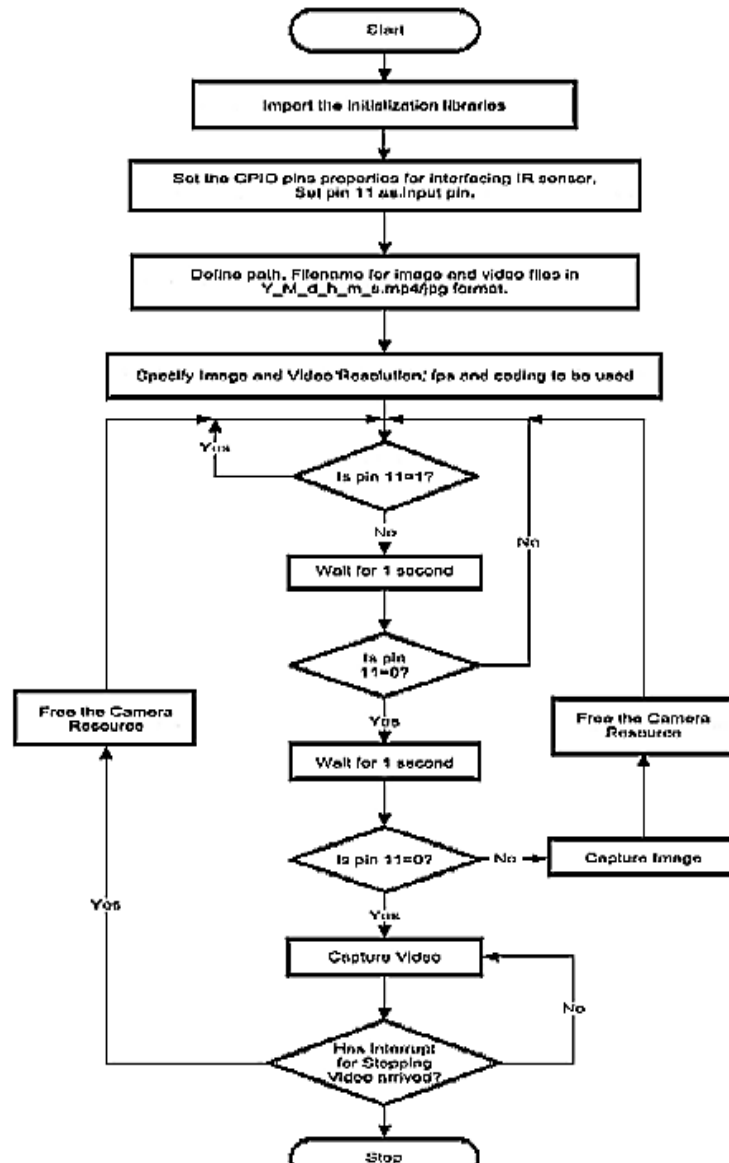 Start
Import the Initialization libraries
Set the GPIO pins properties for interfacing IR sensor,
Set pin 11 as Input pin.
Define path, Filename for image and video files in
Y_M_d_h_m_s.mp4/jpg format.
Specify Image and Video Resolution, fps and coding to be used
Yes
Is pin 11=1?
No
No
Wait for 1 second
Is pin
11=0?
Free the Camera
Resource
Yes
Free the Camera
Resource
Wait for 1 second
Is pin 11=0?
No
Capture Image
Yes
Yes
Capture Video
No
Has Interrupt
for Stopping
Video arrived?
Stop